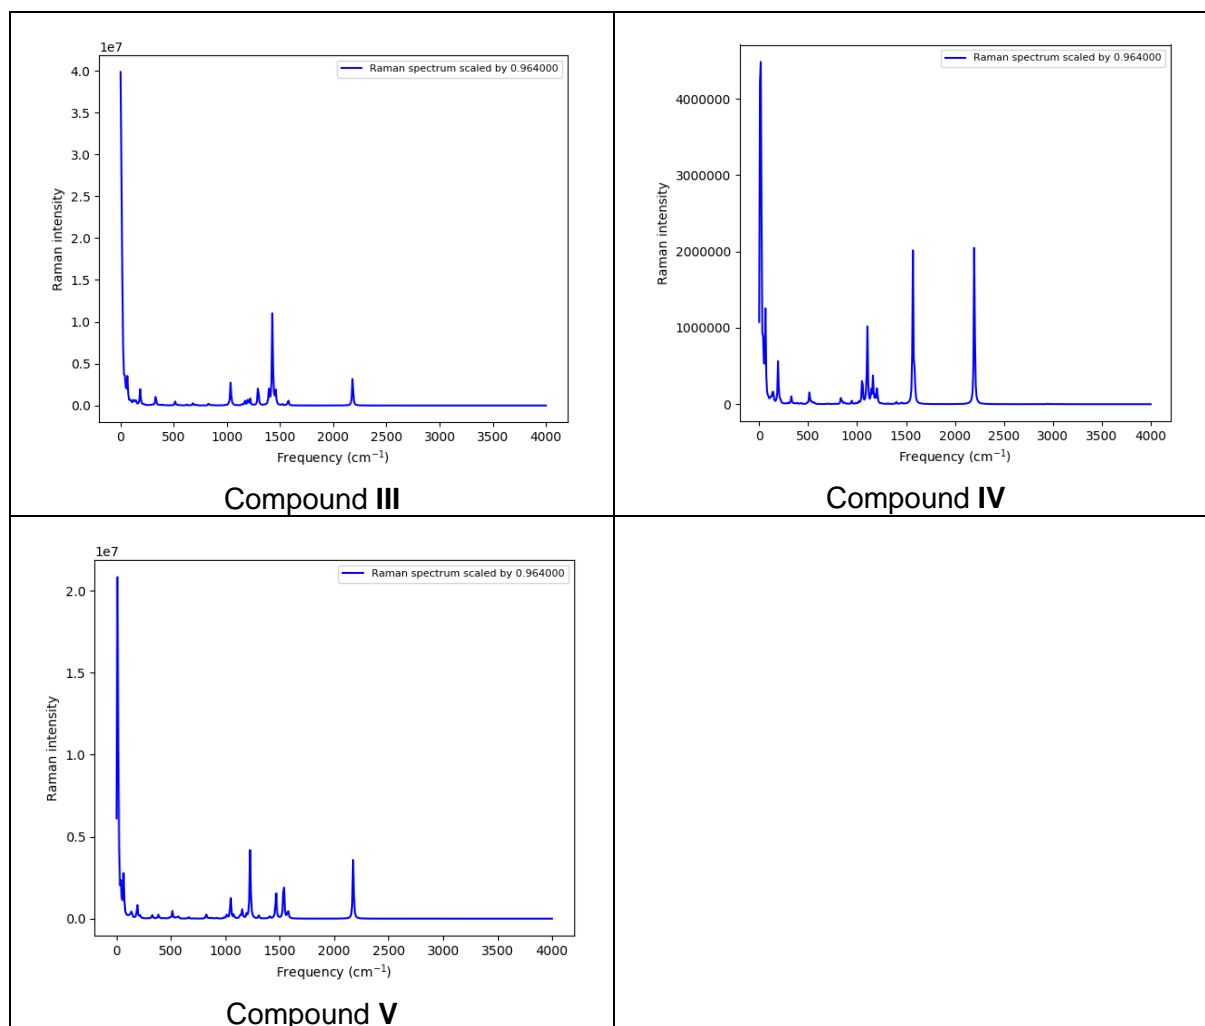 1e7
Raman spectrum scaled by 0.964000
4.0
3.5
3.0
2.5
2.0
1.5
1.0
0.5
0.0
Raman intensity
0 500 1000 1500 2000 2500 3000 3500 4000
Frequency (cm⁻¹)
Compound III
Raman spectrum scaled by 0.964000
4000000
3000000
2000000
1000000
0
Raman intensity
0 500 1000 1500 2000 2500 3000 3500 4000
Frequency (cm⁻¹)
Compound IV
1e7
Raman spectrum scaled by 0.964000
2.0
1.5
1.0
0.5
0.0
Raman intensity
0 500 1000 1500 2000 2500 3000 3500 4000
Frequency (cm⁻¹)
Compound V